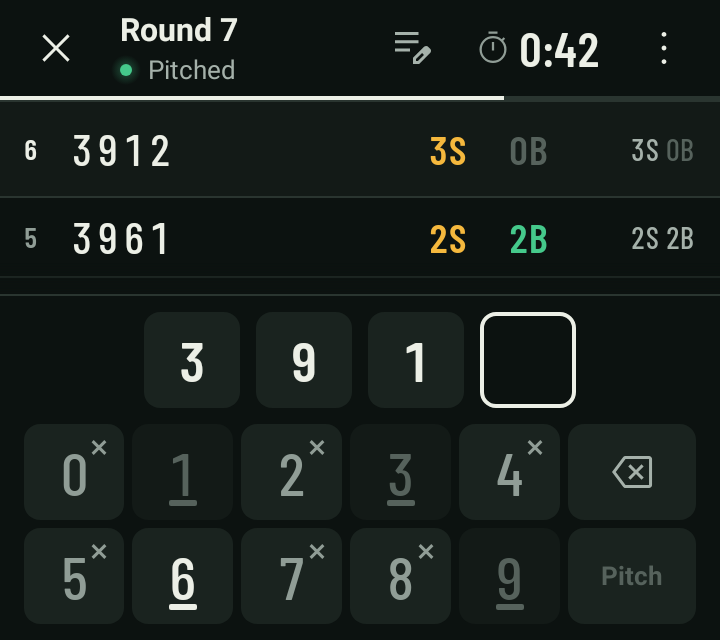 Round 7
Pitched
0:42
6 3912 3S 0B 3S 0B
5 3961 2S 2B 2S 2B
3 9 1
0 1 2 3 4
5 6 7 8 9 Pitch